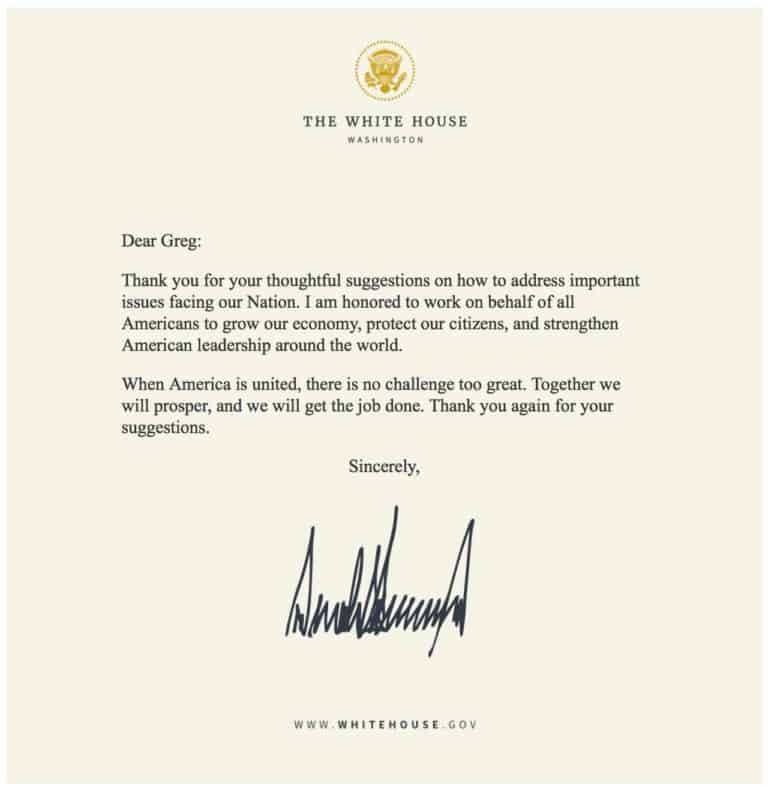 THE WHITE HOUSE
WASHINGTON
Dear Greg:
Thank you for your thoughtful suggestions on how to address important
issues facing our Nation. I am honored to work on behalf of all
Americans to grow our economy, protect our citizens, and strengthen
American leadership around the world.
When America is united, there is no challenge too great. Together we
will prosper, and we will get the job done. Thank you again for your
suggestions.
Sincerely,
WWW.WHITEHOUSE.GOV